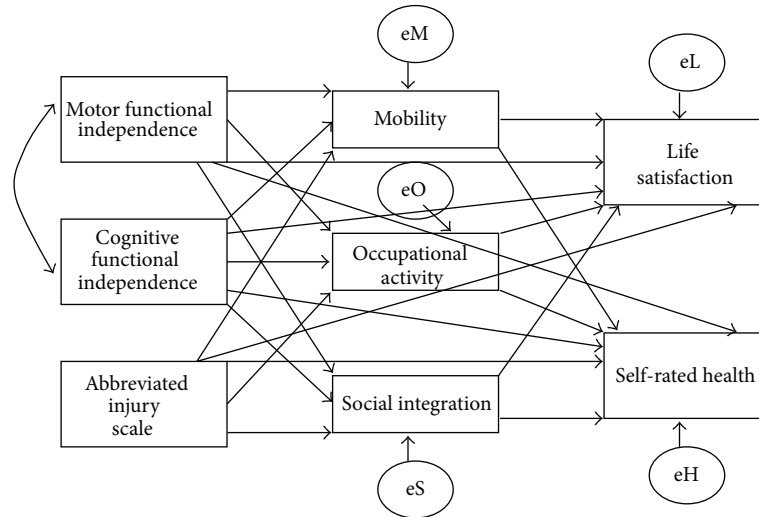 eM
eL
Motor functional
independence
Mobility
Life
satisfaction
eO
Cognitive
functional
independence
Occupational
activity
Abbreviated
injury
scale
Social integration
Self-rated health
eS
eH